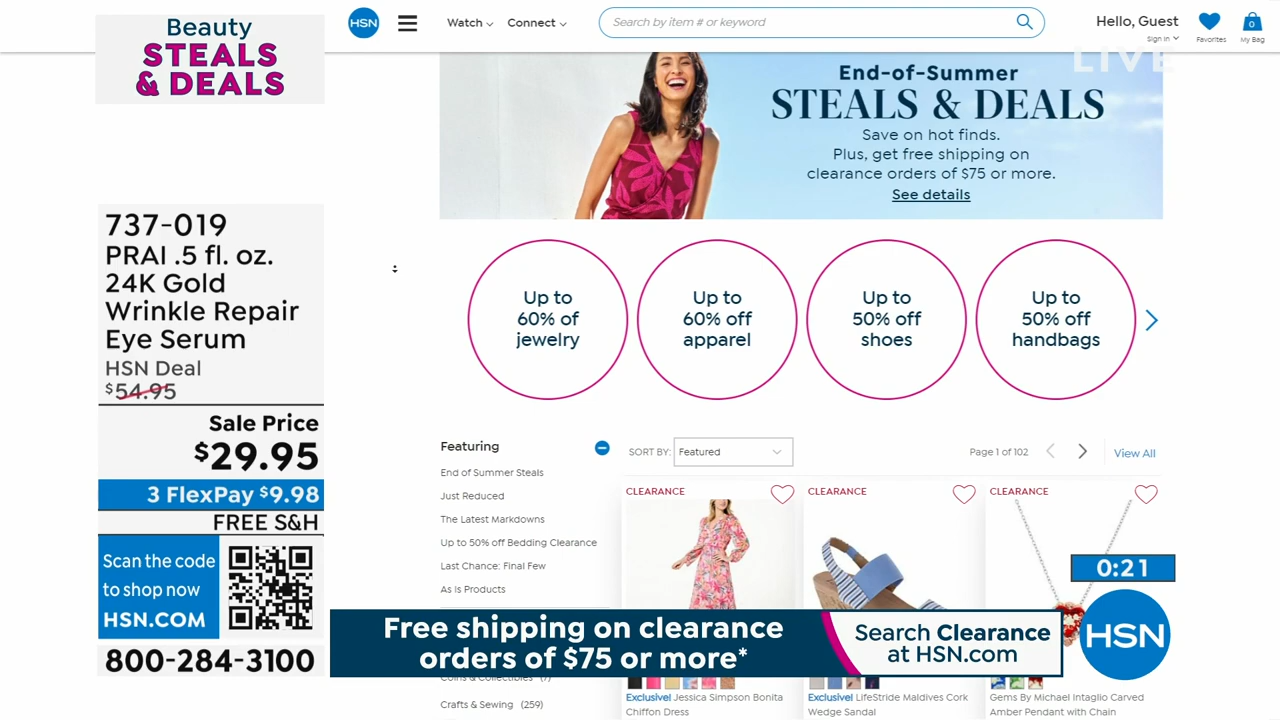 Beauty
STEALS
& DEALS
HSN
Watch
Connect
Search by item # or keyword
Hello, Guest
Sign In
Favorites
0
My Bag
LIVE
End-of-Summer
STEALS & DEALS
Save on hot finds.
Plus, get free shipping on
clearance orders of $75 or more.
See details
737-019
PRAI .5 fl. oz.
24K Gold
Wrinkle Repair
Eye Serum
HSN Deal
$54.95
Sale Price
$29.95
3 FlexPay $9.98
FREE S&H
Scan the code
to shop now
HSN.COM
800-284-3100
Up to
60% of
jewelry
Up to
60% off
apparel
Up to
50% off
shoes
Up to
50% off
handbags
Featuring
End of Summer Steals
Just Reduced
The Latest Markdowns
Up to 50% off Bedding Clearance
Last Chance: Final Few
As Is Products
SORT BY: Featured
Page 1 of 102
View All
CLEARANCE
CLEARANCE
CLEARANCE
0:21
Free shipping on clearance
orders of $75 or more*
Search Clearance
at HSN.com
HSN
Coins & Collectibles (7)
Crafts & Sewing (259)
Exclusive! Jessica Simpson Bonita
Chiffon Dress
Exclusive! LifeStride Maldives Cork
Wedge Sandal
Gems By Michael Intaglio Carved
Amber Pendant with Chain